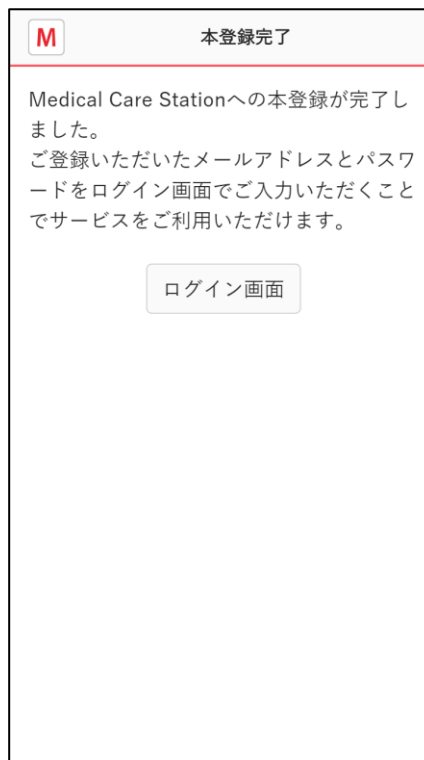 M
本登録完了
Medical Care Stationへの本登録が完了し
ました。
ご登録いただいたメールアドレスとパスワ
ードをログイン画面でご入力いただくこと
でサービスをご利用いただけます。
ログイン画面